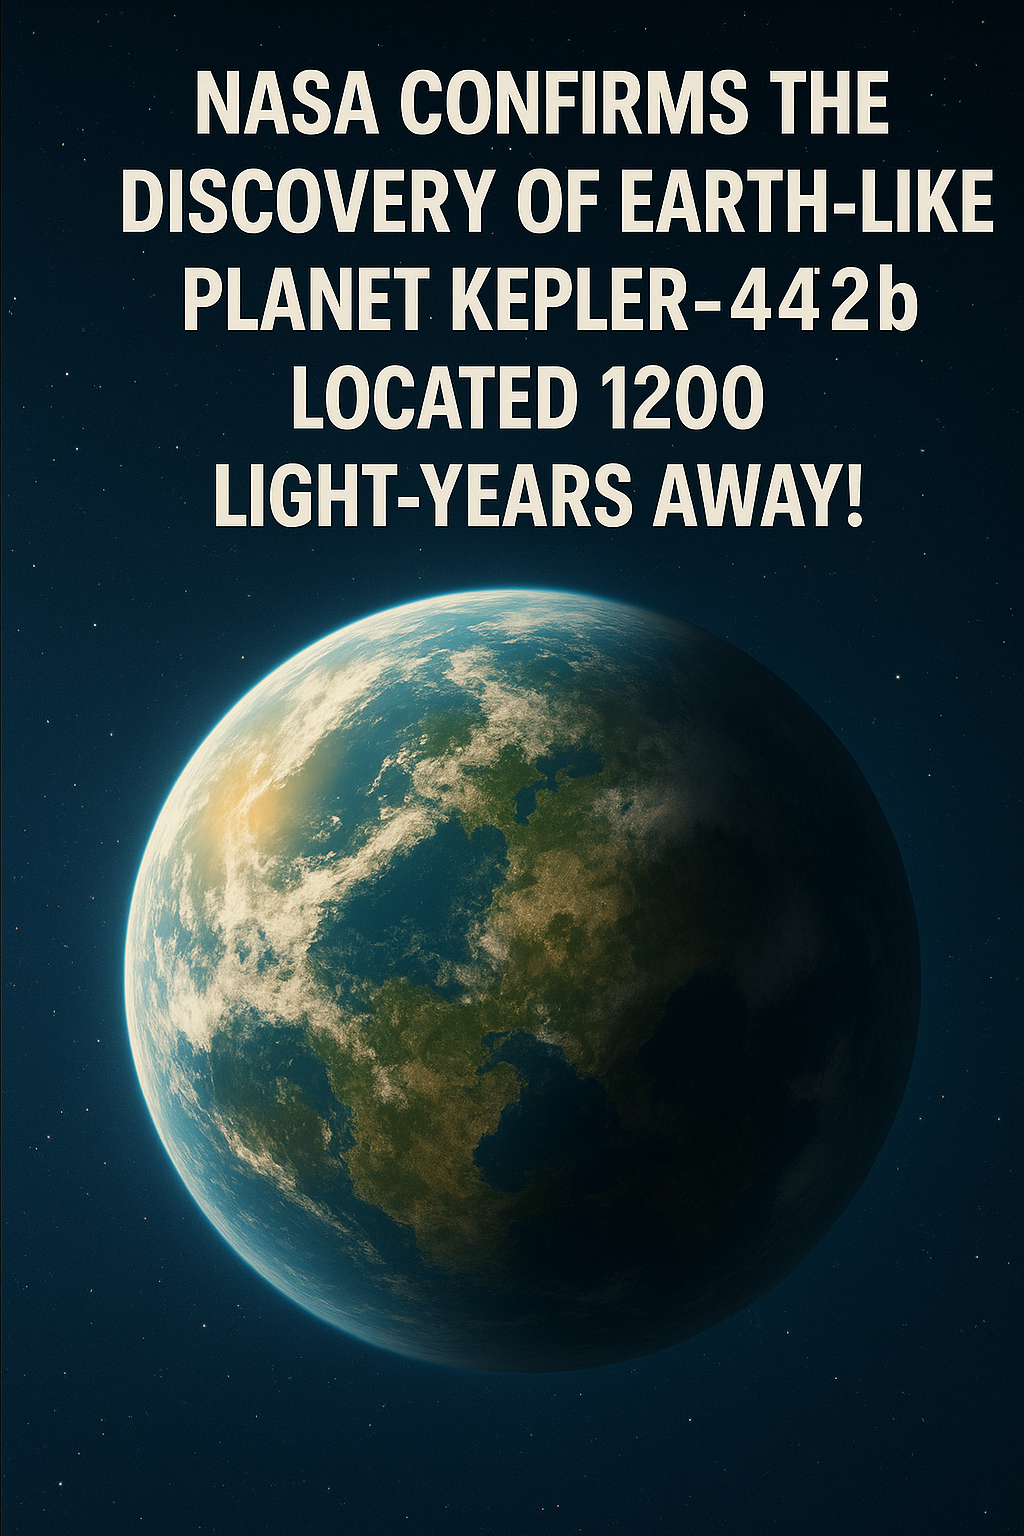 NASA CONFIRMS THE
DISCOVERY OF EARTH-LIKE
PLANET KEPLER-442b
LOCATED 1200
LIGHT-YEARS AWAY!